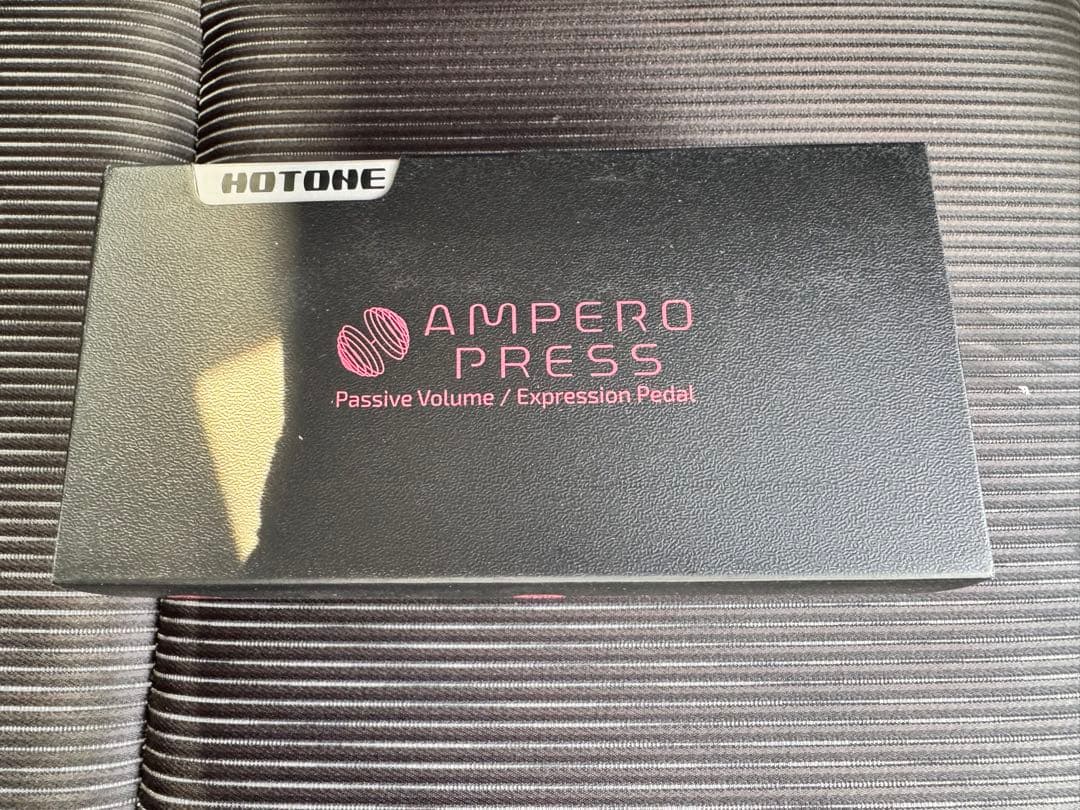 HOTONE
AMPERO
PRESS
Passive Volume / Expression Pedal